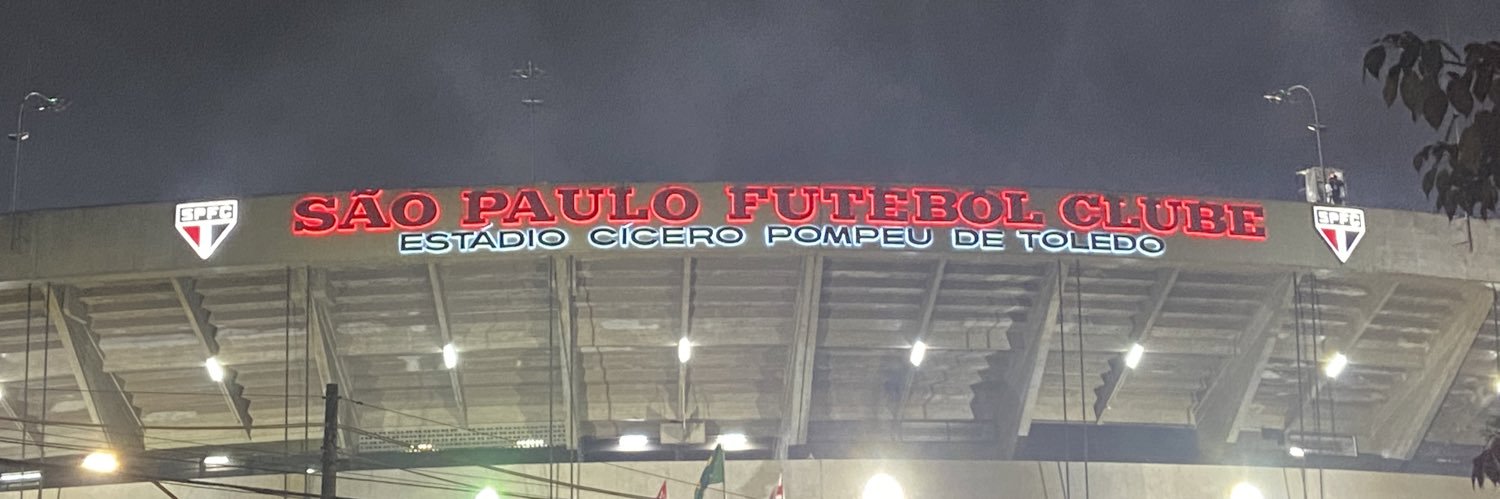 SPFC SÃO PAULO FUTEBOL CLUBE SPFC
ESTÁDIO CÍCERO POMPEU DE TOLEDO